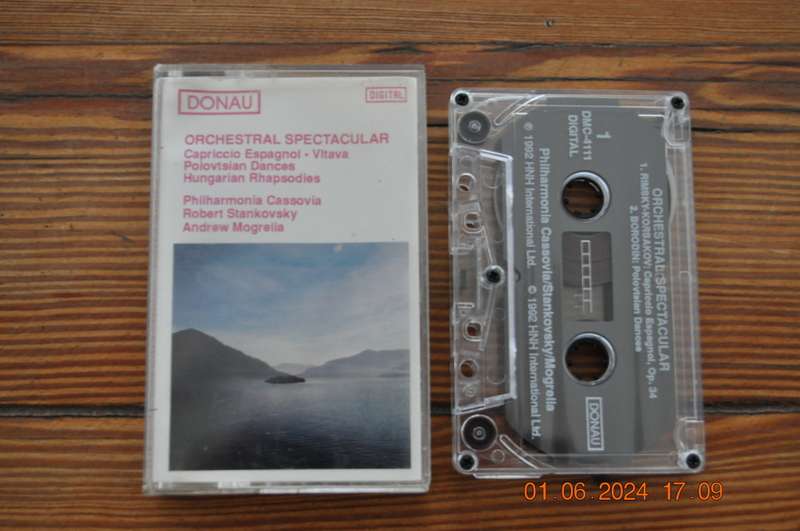 DONAU
DIGITAL
ORCHESTRAL SPECTACULAR
Capriccio Espagnol - Vltava
Polovtsian Dances
Hungarian Rhapsodies
Philharmonia Cassovia
Robert Stankovsky
Andrew Mogrelia
ORCHESTRAL SPECTACULAR
1. RIMSKY-KORSAKOV: Capriccio Espagnol, Op. 34
2. BORODIN: Polovtsian Dances
1
DMC-4111
DIGITAL
DONAU
Philharmonia Cassovia/Stankovsky/Mogrelia
℗ 1992 HNH International Ltd. © 1992 HNH International Ltd.
01.06.2024 17:09